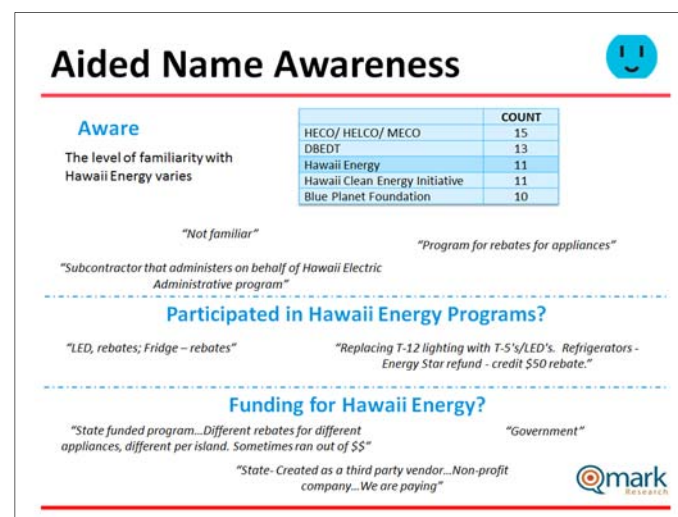 Aided Name Awareness
Aware
The level of familiarity with
Hawaii Energy varies
COUNT
HECO/ HELCO/ MECO 15
DBEDT 13
Hawaii Energy 11
Hawaii Clean Energy Initiative 11
Blue Planet Foundation 10
“Not familiar”
“Program for rebates for appliances”
“Subcontractor that administers on behalf of Hawaii Electric
Administrative program”
Participated in Hawaii Energy Programs?
“LED, rebates; Fridge – rebates”
“Replacing T-12 lighting with T-5's/LED's. Refrigerators -
Energy Star refund - credit $50 rebate.”
Funding for Hawaii Energy?
“State funded program...Different rebates for different
appliances, different per island. Sometimes ran out of $$”
“Government”
“State- Created as a third party vendor...Non-profit
company...We are paying”
Qmark
Research